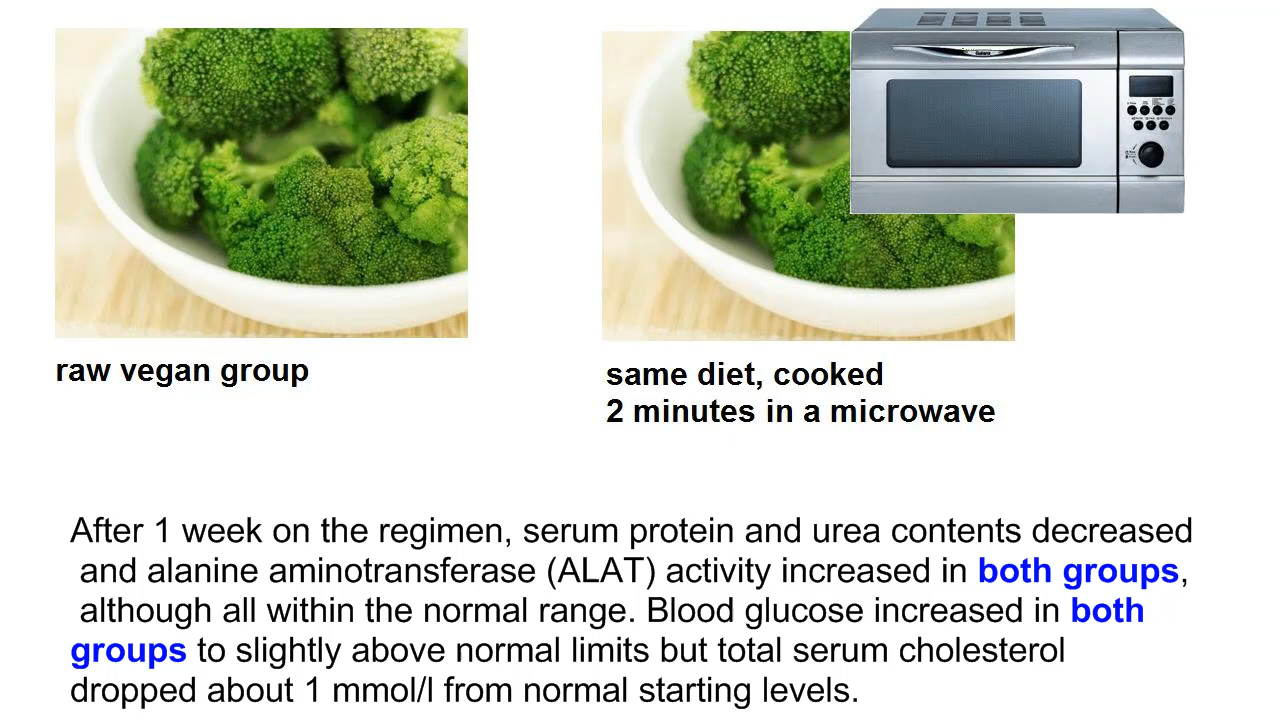 raw vegan group
same diet, cooked
2 minutes in a microwave
After 1 week on the regimen, serum protein and urea contents decreased
and alanine aminotransferase (ALAT) activity increased in both groups,
although all within the normal range. Blood glucose increased in both
groups to slightly above normal limits but total serum cholesterol
dropped about 1 mmol/l from normal starting levels.